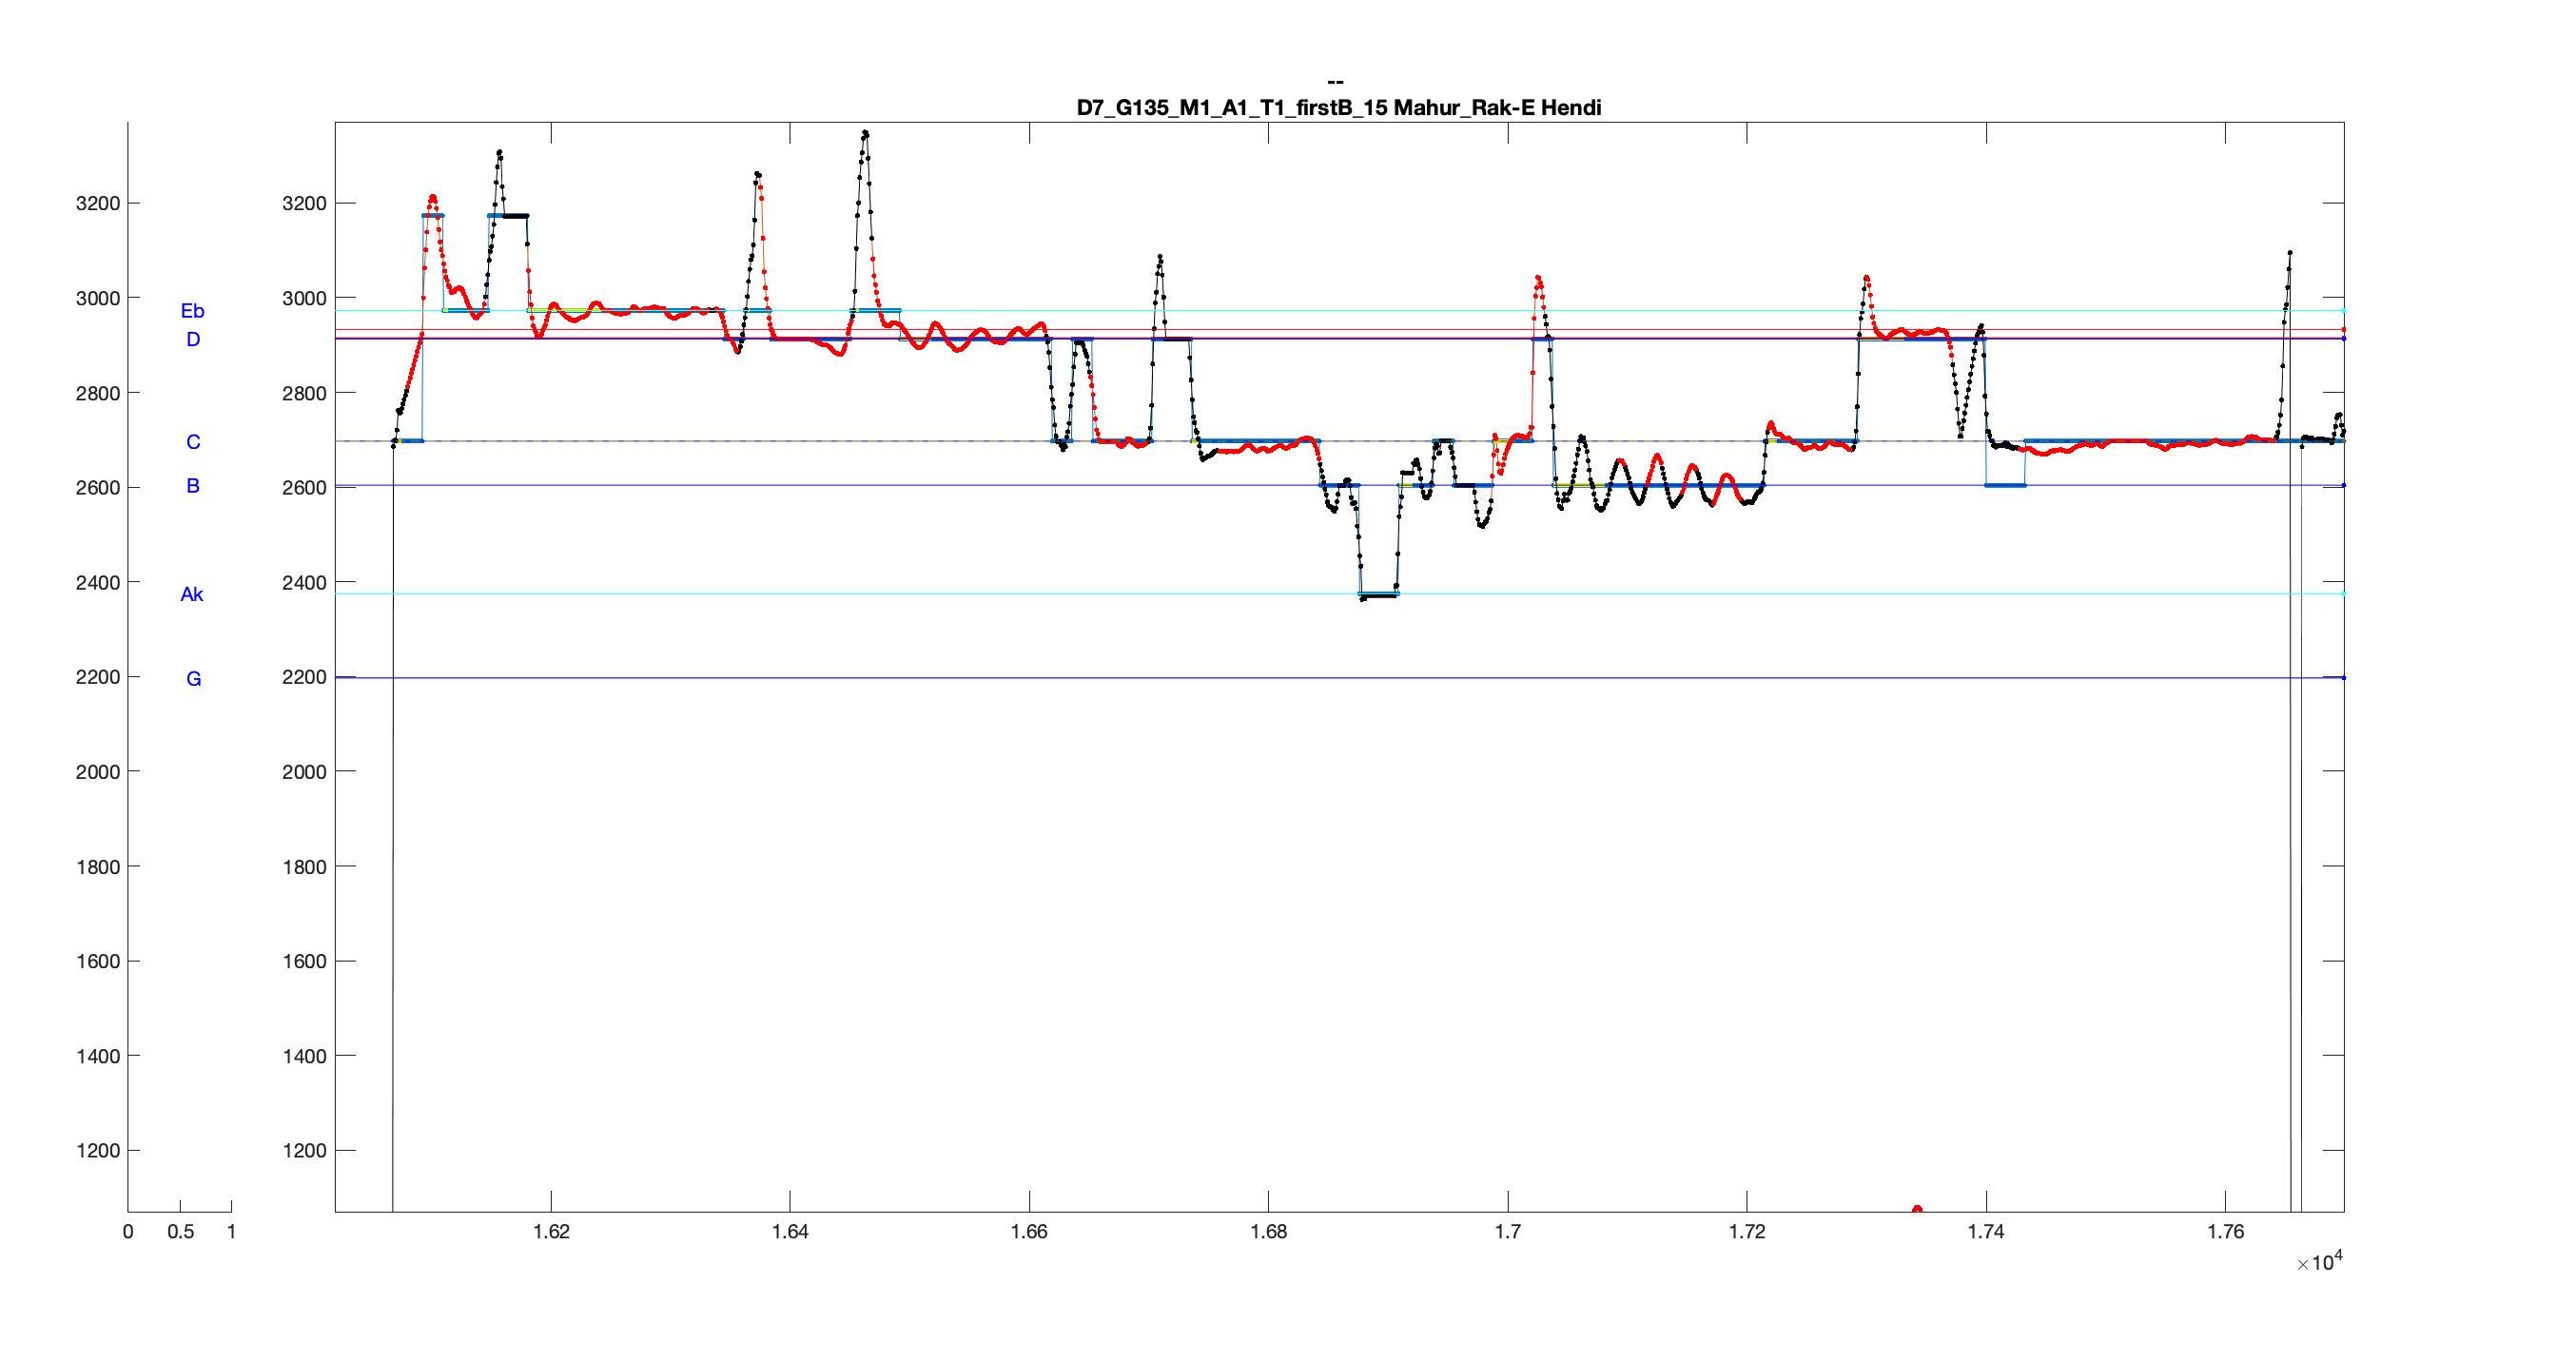 --
D7_G135_M1_A1_T1_firstB_15 Mahur_Rak-E Hendi
3200 3200
3000 Eb 3000
D
2800 2800
C
2600 B 2600
2400 Ak 2400
2200 G 2200
2000 2000
1800 1800
1600 1600
1400 1400
1200 1200
0 0.5 1 1.62 1.64 1.66 1.68 1.7 1.72 1.74 1.76
×10⁴